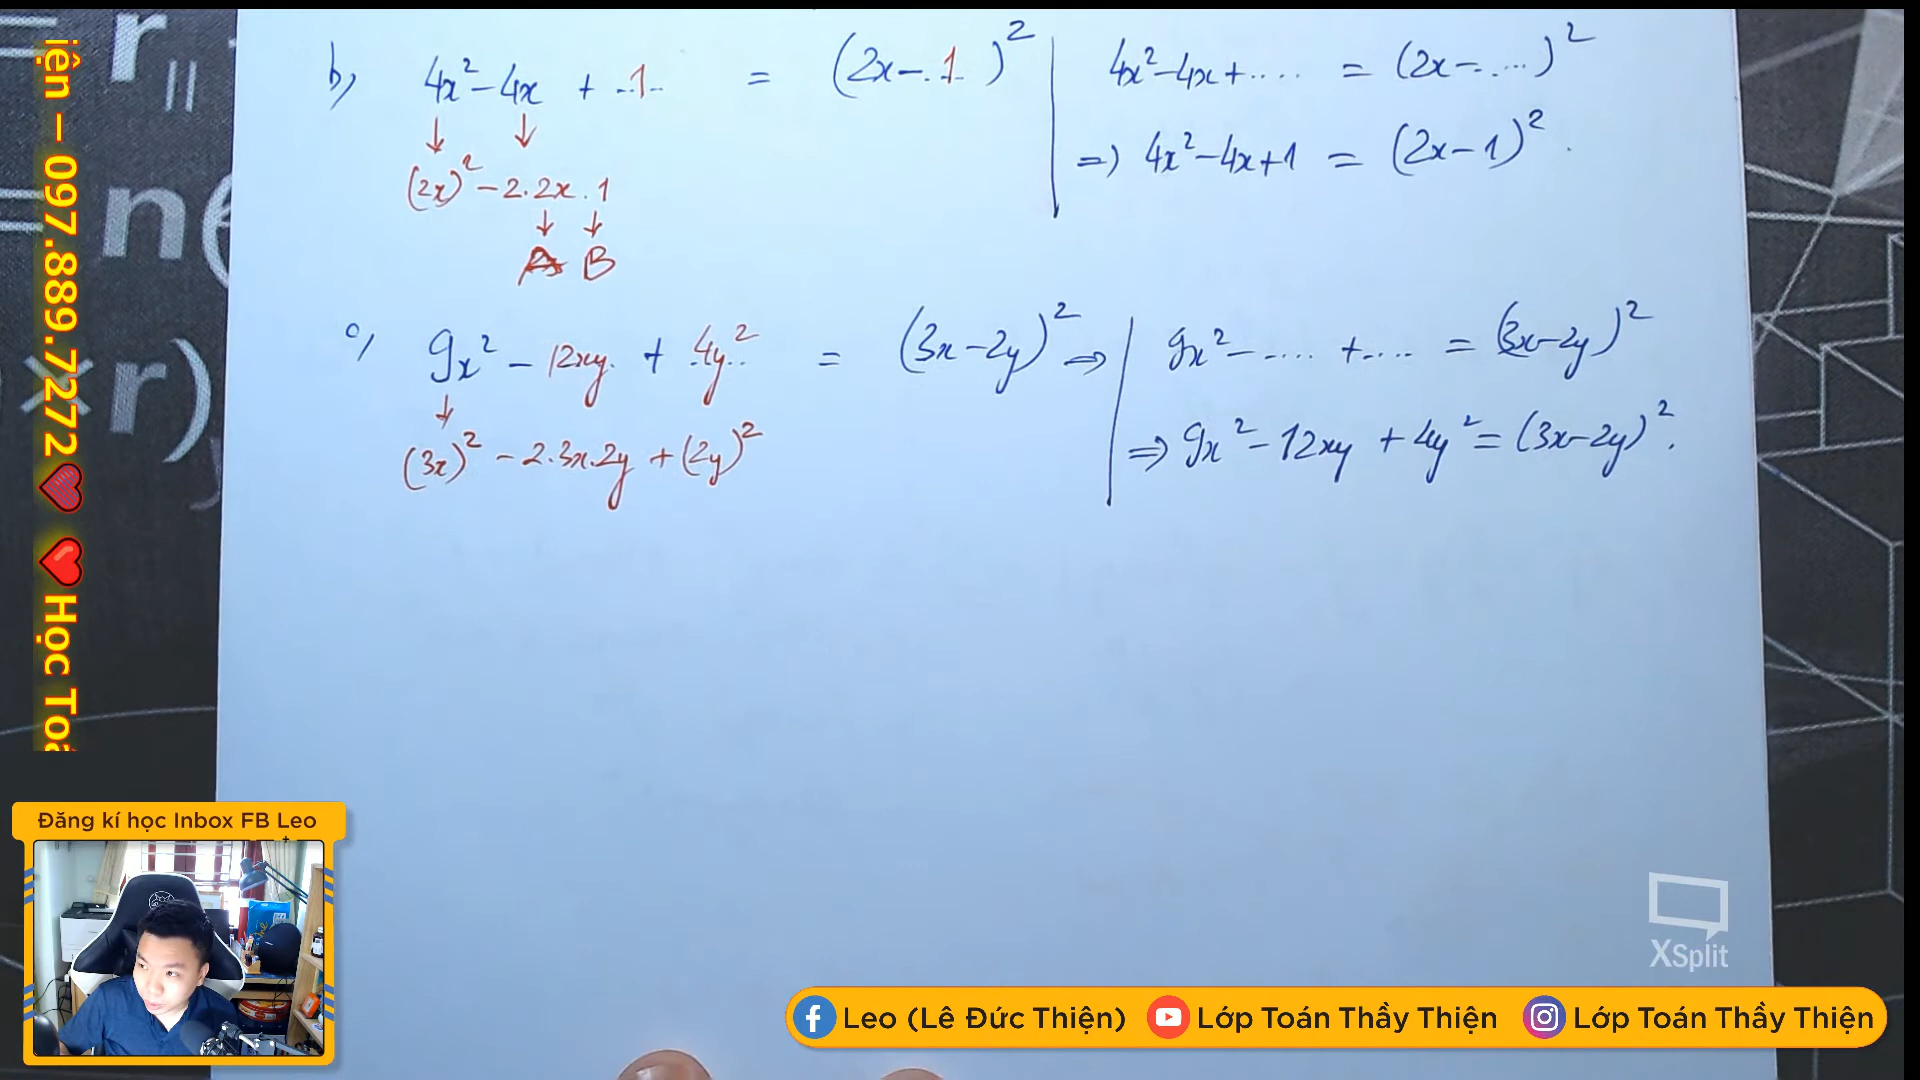 b) 4x² - 4x + ..1.. = (2x - ..1..)²
(2x)² - 2.2x.1
A B
4x² - 4x + .... = (2x - .....)²
=) 4x² - 4x + 1 = (2x - 1)².
c) 9x² - 12xy. + .4y².. = (3x - 2y)² =>
(3x)² - 2.3x.2y + (2y)²
9x² - ..... + .... = (3x - 2y)²
=> 9x² - 12xy + 4y² = (3x - 2y)².
iện – 097.889.7272 ❤ ❤ Học Toá
= r ||
= n(
×r)
Đăng kí học Inbox FB Leo
XSplit
Leo (Lê Đức Thiện) Lớp Toán Thầy Thiện Lớp Toán Thầy Thiện